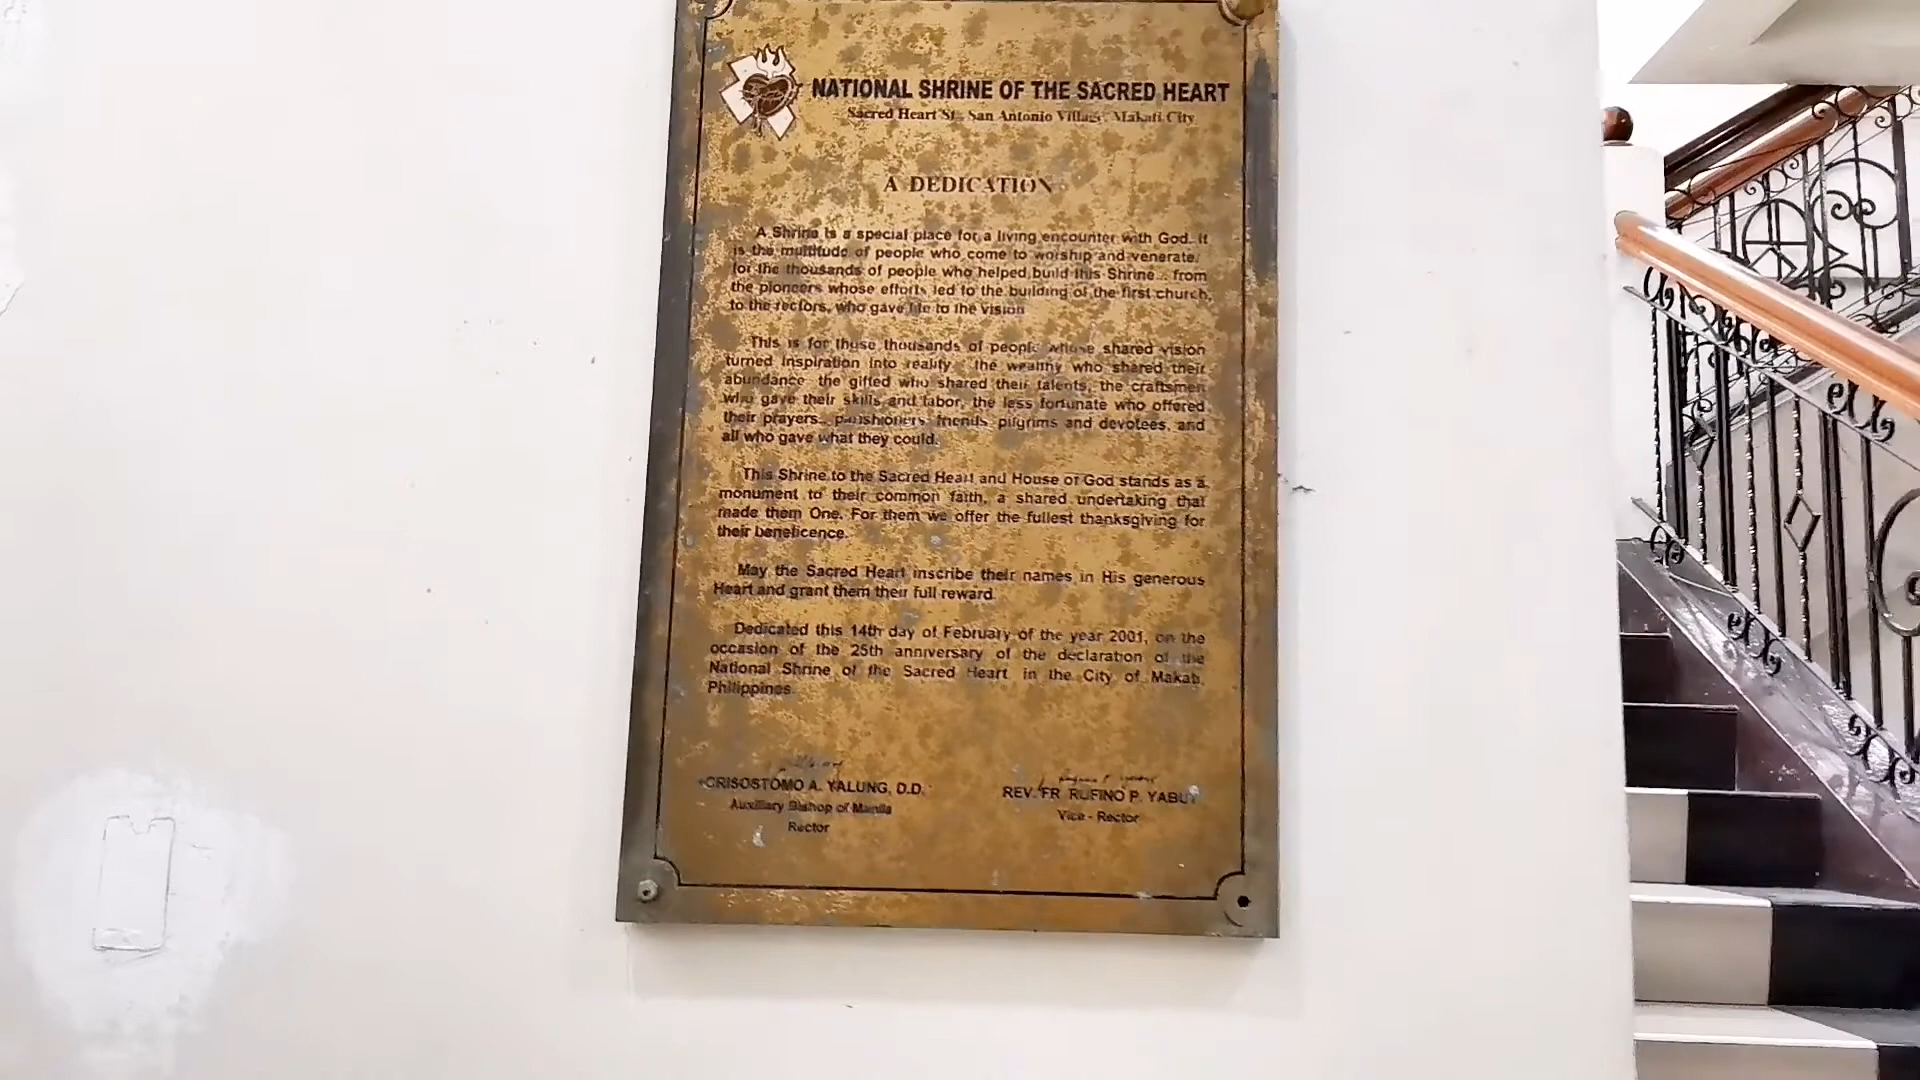 NATIONAL SHRINE OF THE SACRED HEART
Sacred Heart St., San Antonio Village, Makati City
A DEDICATION
A Shrine is a special place for a living encounter with God. It
is the multitude of people who come to worship and venerate,
for the thousands of people who helped build this Shrine... from
the pioneers whose efforts led to the building of the first church,
to the rectors, who gave life to the vision
This is for those thousands of people whose shared vision
turned inspiration into reality. the wealthy who shared their
abundance the gifted who shared their talents, the craftsmen
who gave their skills and labor, the less fortunate who offered
their prayers... parishioners friends pilgrims and devotees, and
all who gave what they could.
This Shrine to the Sacred Heart and House of God stands as a
monument to their common faith, a shared undertaking that
made them One. For them we offer the fullest thanksgiving for
their beneficence.
May the Sacred Heart inscribe their names in His generous
Heart and grant them their full reward.
Dedicated this 14th day of February of the year 2001, on the
occasion of the 25th anniversary of the declaration of the
National Shrine of the Sacred Heart in the City of Makati,
Philippines.
+CRISOSTOMO A. YALUNG, D.D.
Auxiliary Bishop of Manila
Rector
REV. FR RUFINO P. YABUT
Vice - Rector